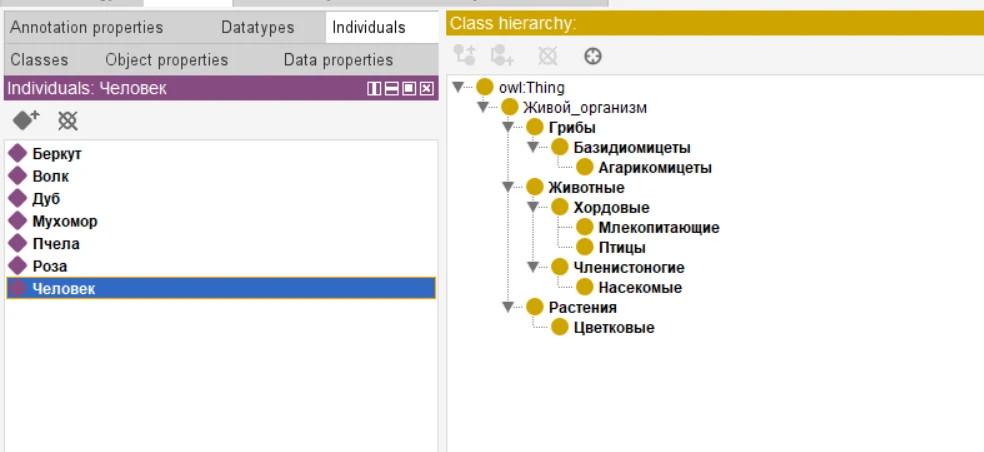 Annotation properties Datatypes Individuals
Classes Object properties Data properties
Individuals: Человек
Беркут
Волк
Дуб
Мухомор
Пчела
Роза
Человек
Class hierarchy:
owl:Thing
Живой_организм
Грибы
Базидиомицеты
Агарикомицеты
Животные
Хордовые
Млекопитающие
Птицы
Членистоногие
Насекомые
Растения
Цветковые